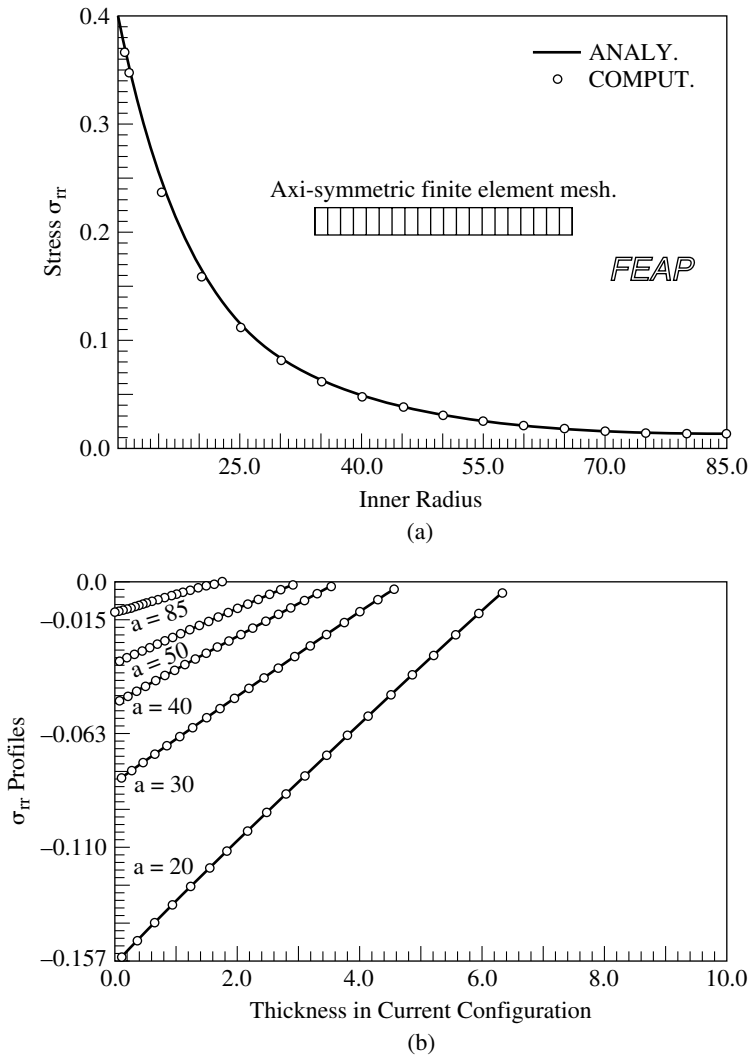 0.4
0.4
0.2
0.1
0.0
Stress σrr
ANALY.
COMPUT.
Axi-symmetric finite element mesh.
FEAP
25.0 40.0 55.0 70.0 85.0
Inner Radius
(a)
0.0
−0.015
−0.063
−0.110
−0.157
σrr Profiles
a = 85
a = 50
a = 40
a = 30
a = 20
0.0 2.0 4.0 6.0 8.0 10.0
Thickness in Current Configuration
(b)